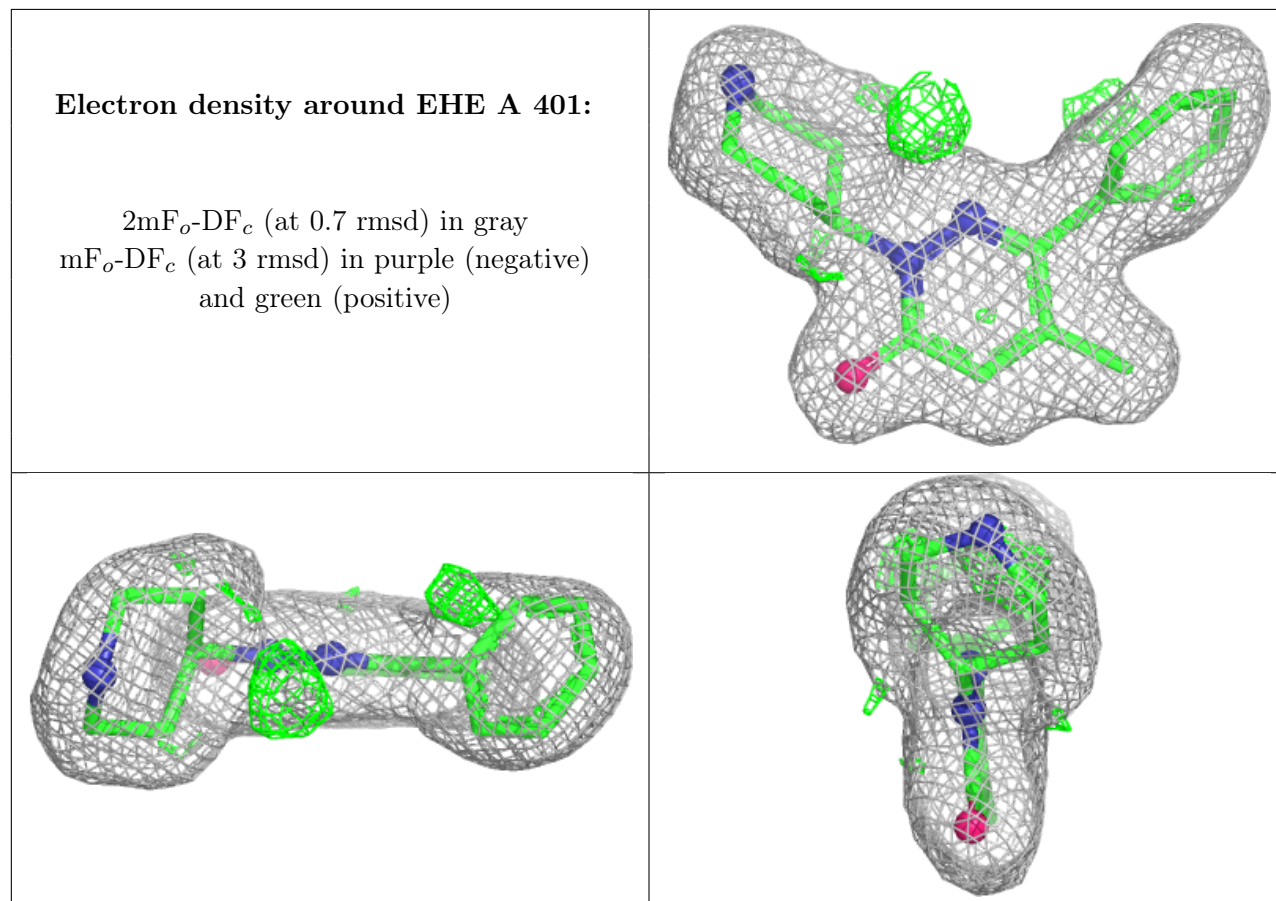 Electron density around EHE A 401:
2mFo-DFc (at 0.7 rmsd) in gray
mFo-DFc (at 3 rmsd) in purple (negative)
and green (positive)